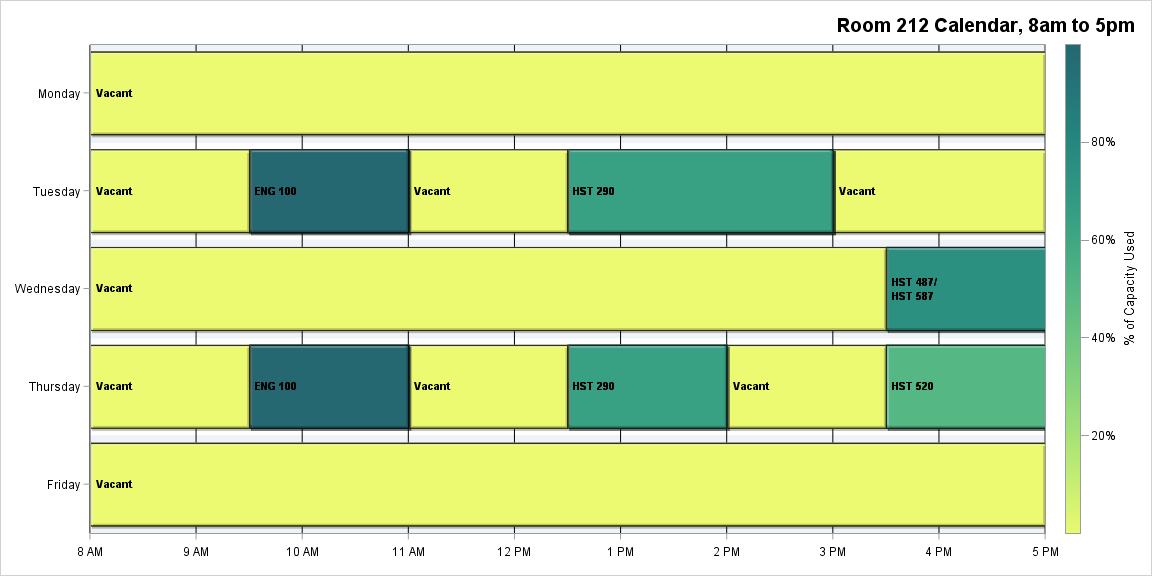 Room 212 Calendar, 8am to 5pm
Monday
Vacant
Tuesday
Vacant
ENG 100
Vacant
HST 290
Vacant
Wednesday
Vacant
HST 487/
HST 587
Thursday
Vacant
ENG 100
Vacant
HST 290
Vacant
HST 520
Friday
Vacant
8 AM
9 AM
10 AM
11 AM
12 PM
1 PM
2 PM
3 PM
4 PM
5 PM
80%
60%
40%
20%
% of Capacity Used